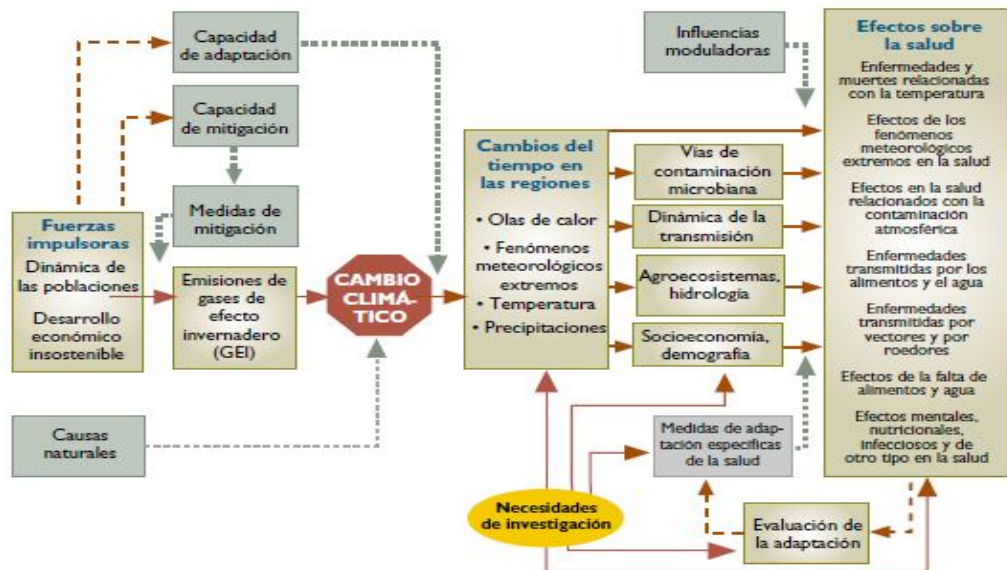 Capacidad
de adaptación
Capacidad
de mitigación
Medidas de
mitigación
Fuerzas
impulsoras
Dinámica de
las poblaciones
Desarrollo
económico
insostenible
Emisiones de
gases de
efecto
invernadero
(GEI)
Causas
naturales
CAMBIO
CLIMÁ-
TICO
Cambios del
tiempo en
las regiones
• Olas de calor
• Fenómenos
meteorológicos
extremos
• Temperatura
• Precipitaciones
Influencias
moduladoras
Vías de
contaminación
microbiana
Dinámica de la
transmisión
Agroecosistemas,
hidrología
Socioeconomía,
demografía
Medidas de adap-
tación específicas
de la salud
Necesidades
de investigación
Evaluación de
la adaptación
Efectos sobre
la salud
Enfermedades y
muertes relacionadas
con la temperatura
Efectos de los
fenómenos
meteorológicos
extremos en la salud
Efectos en la salud
relacionados con la
contaminación
atmosférica
Enfermedades
transmitidas por los
alimentos y el agua
Enfermedades
transmitidas por
vectores y por
roedores
Efectos de la falta de
alimentos y agua
Efectos mentales,
nutricionales,
infecciosos y de
otro tipo en la salud